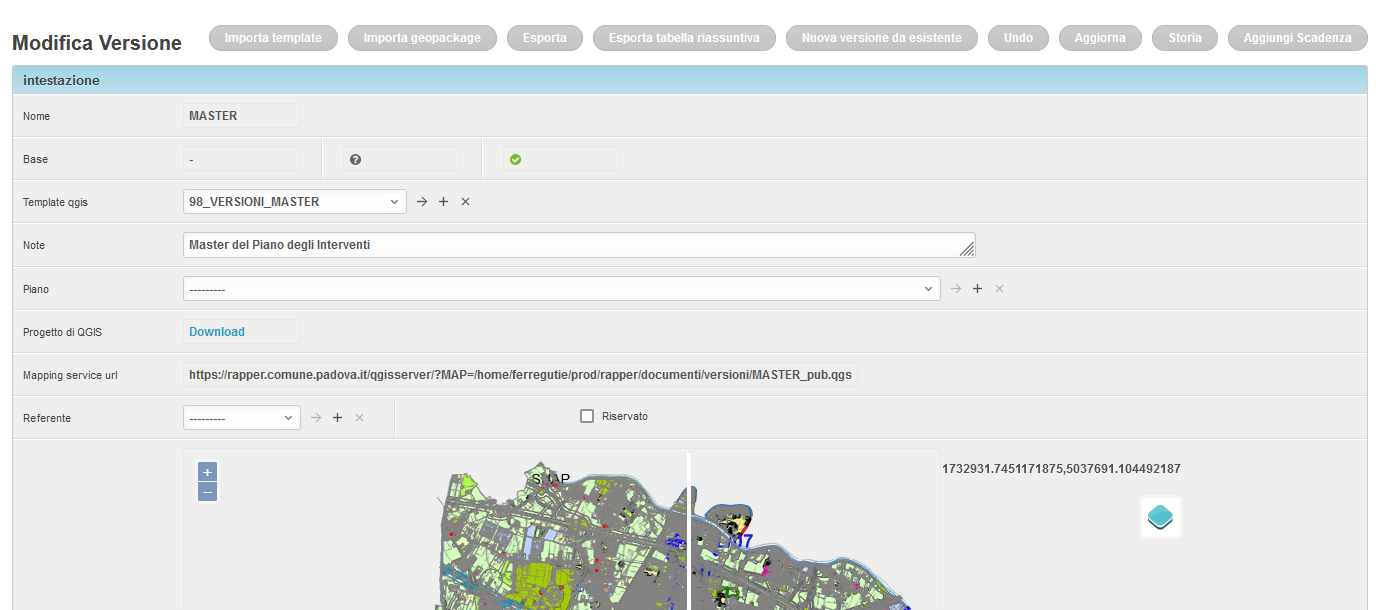 Modifica Versione
Importa template
Importa geopackage
Esporta
Esporta tabella riassuntiva
Nuova versione da esistente
Undo
Aggiorna
Storia
Aggiungi Scadenza
intestazione
Nome MASTER
Base -
Template qgis 98_VERSIONI_MASTER
Note Master del Piano degli Interventi
Piano ---------
Progetto di QGIS Download
Mapping service url https://rapper.comune.padova.it/qgisserver/?MAP=/home/ferregutie/prod/rapper/documenti/versioni/MASTER_pub.qgs
Referente --------- Riservato
1732931.7451171875,5037691.104492187